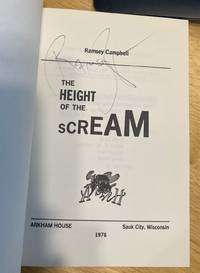 Ramsey Campbell
THE
HEIGHT
OF THE
SCREAM
ARKHAM HOUSE Sauk City, Wisconsin
1976